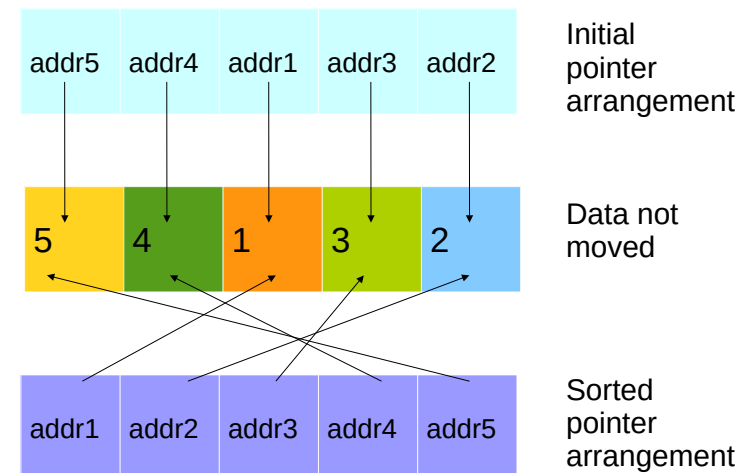 addr5 addr4 addr1 addr3 addr2
Initial
pointer
arrangement
5 4 1 3 2
Data not
moved
addr1 addr2 addr3 addr4 addr5
Sorted
pointer
arrangement